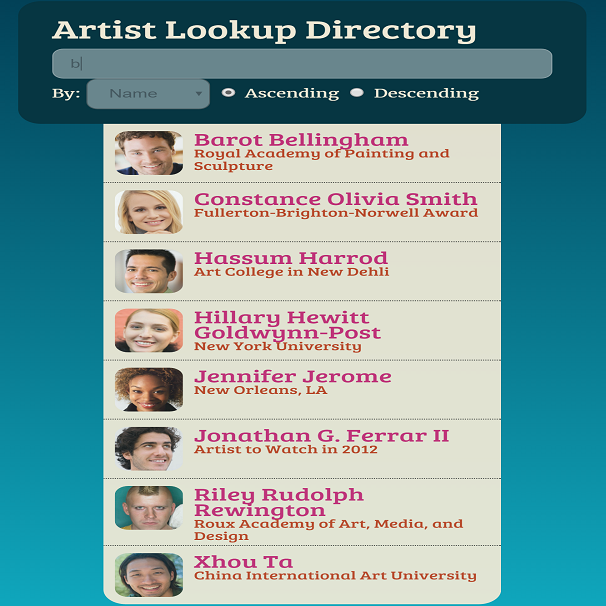 Artist Lookup Directory
b
By: Name Ascending Descending
Barot Bellingham
Royal Academy of Painting and
Sculpture
Constance Olivia Smith
Fullerton-Brighton-Norwell Award
Hassum Harrod
Art College in New Dehli
Hillary Hewitt
Goldwynn-Post
New York University
Jennifer Jerome
New Orleans, LA
Jonathan G. Ferrar II
Artist to Watch in 2012
Riley Rudolph
Rewington
Roux Academy of Art, Media, and
Design
Xhou Ta
China International Art University